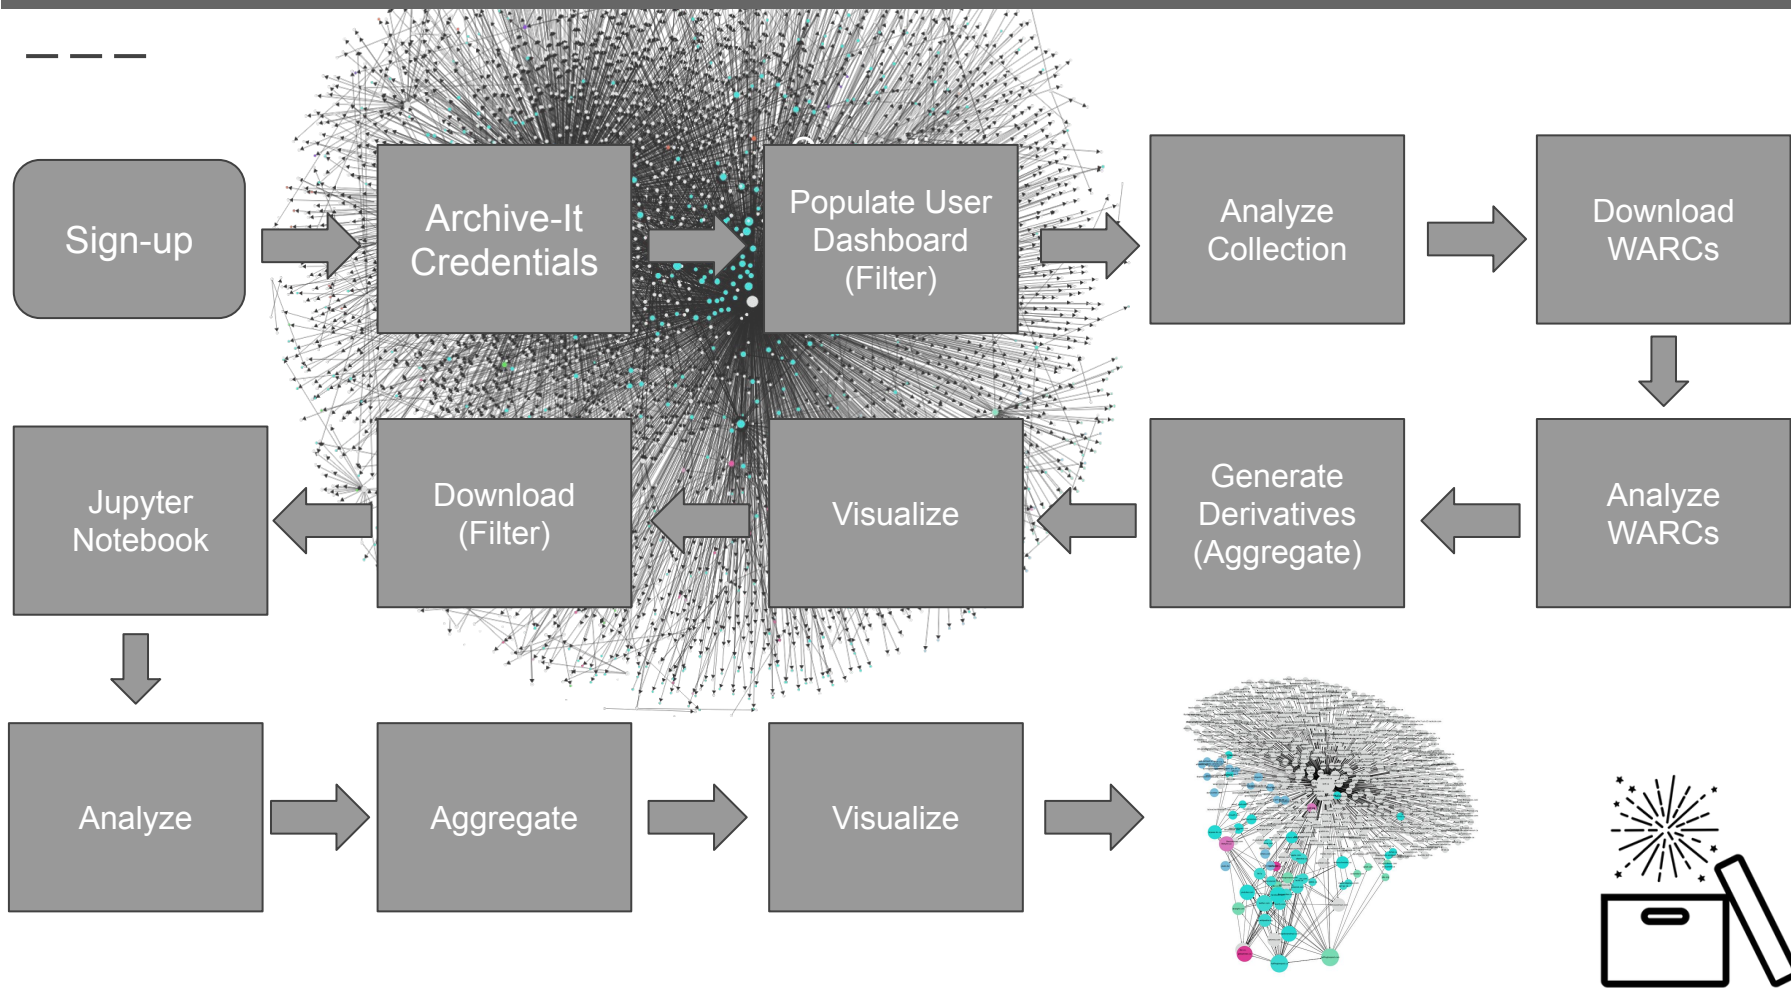 Sign-up
Archive-It
Credentials
Populate User
Dashboard
(Filter)
Analyze
Collection
Download
WARCs
Jupyter
Notebook
Download
(Filter)
Visualize
Generate
Derivatives
(Aggregate)
Analyze
WARCs
Analyze
Aggregate
Visualize